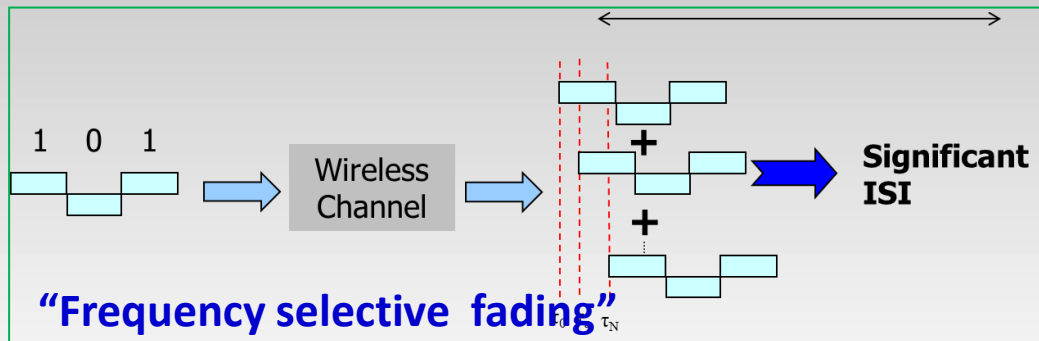 1 0 1
Wireless
Channel
+
+
Significant
ISI
“Frequency selective fading”
τN